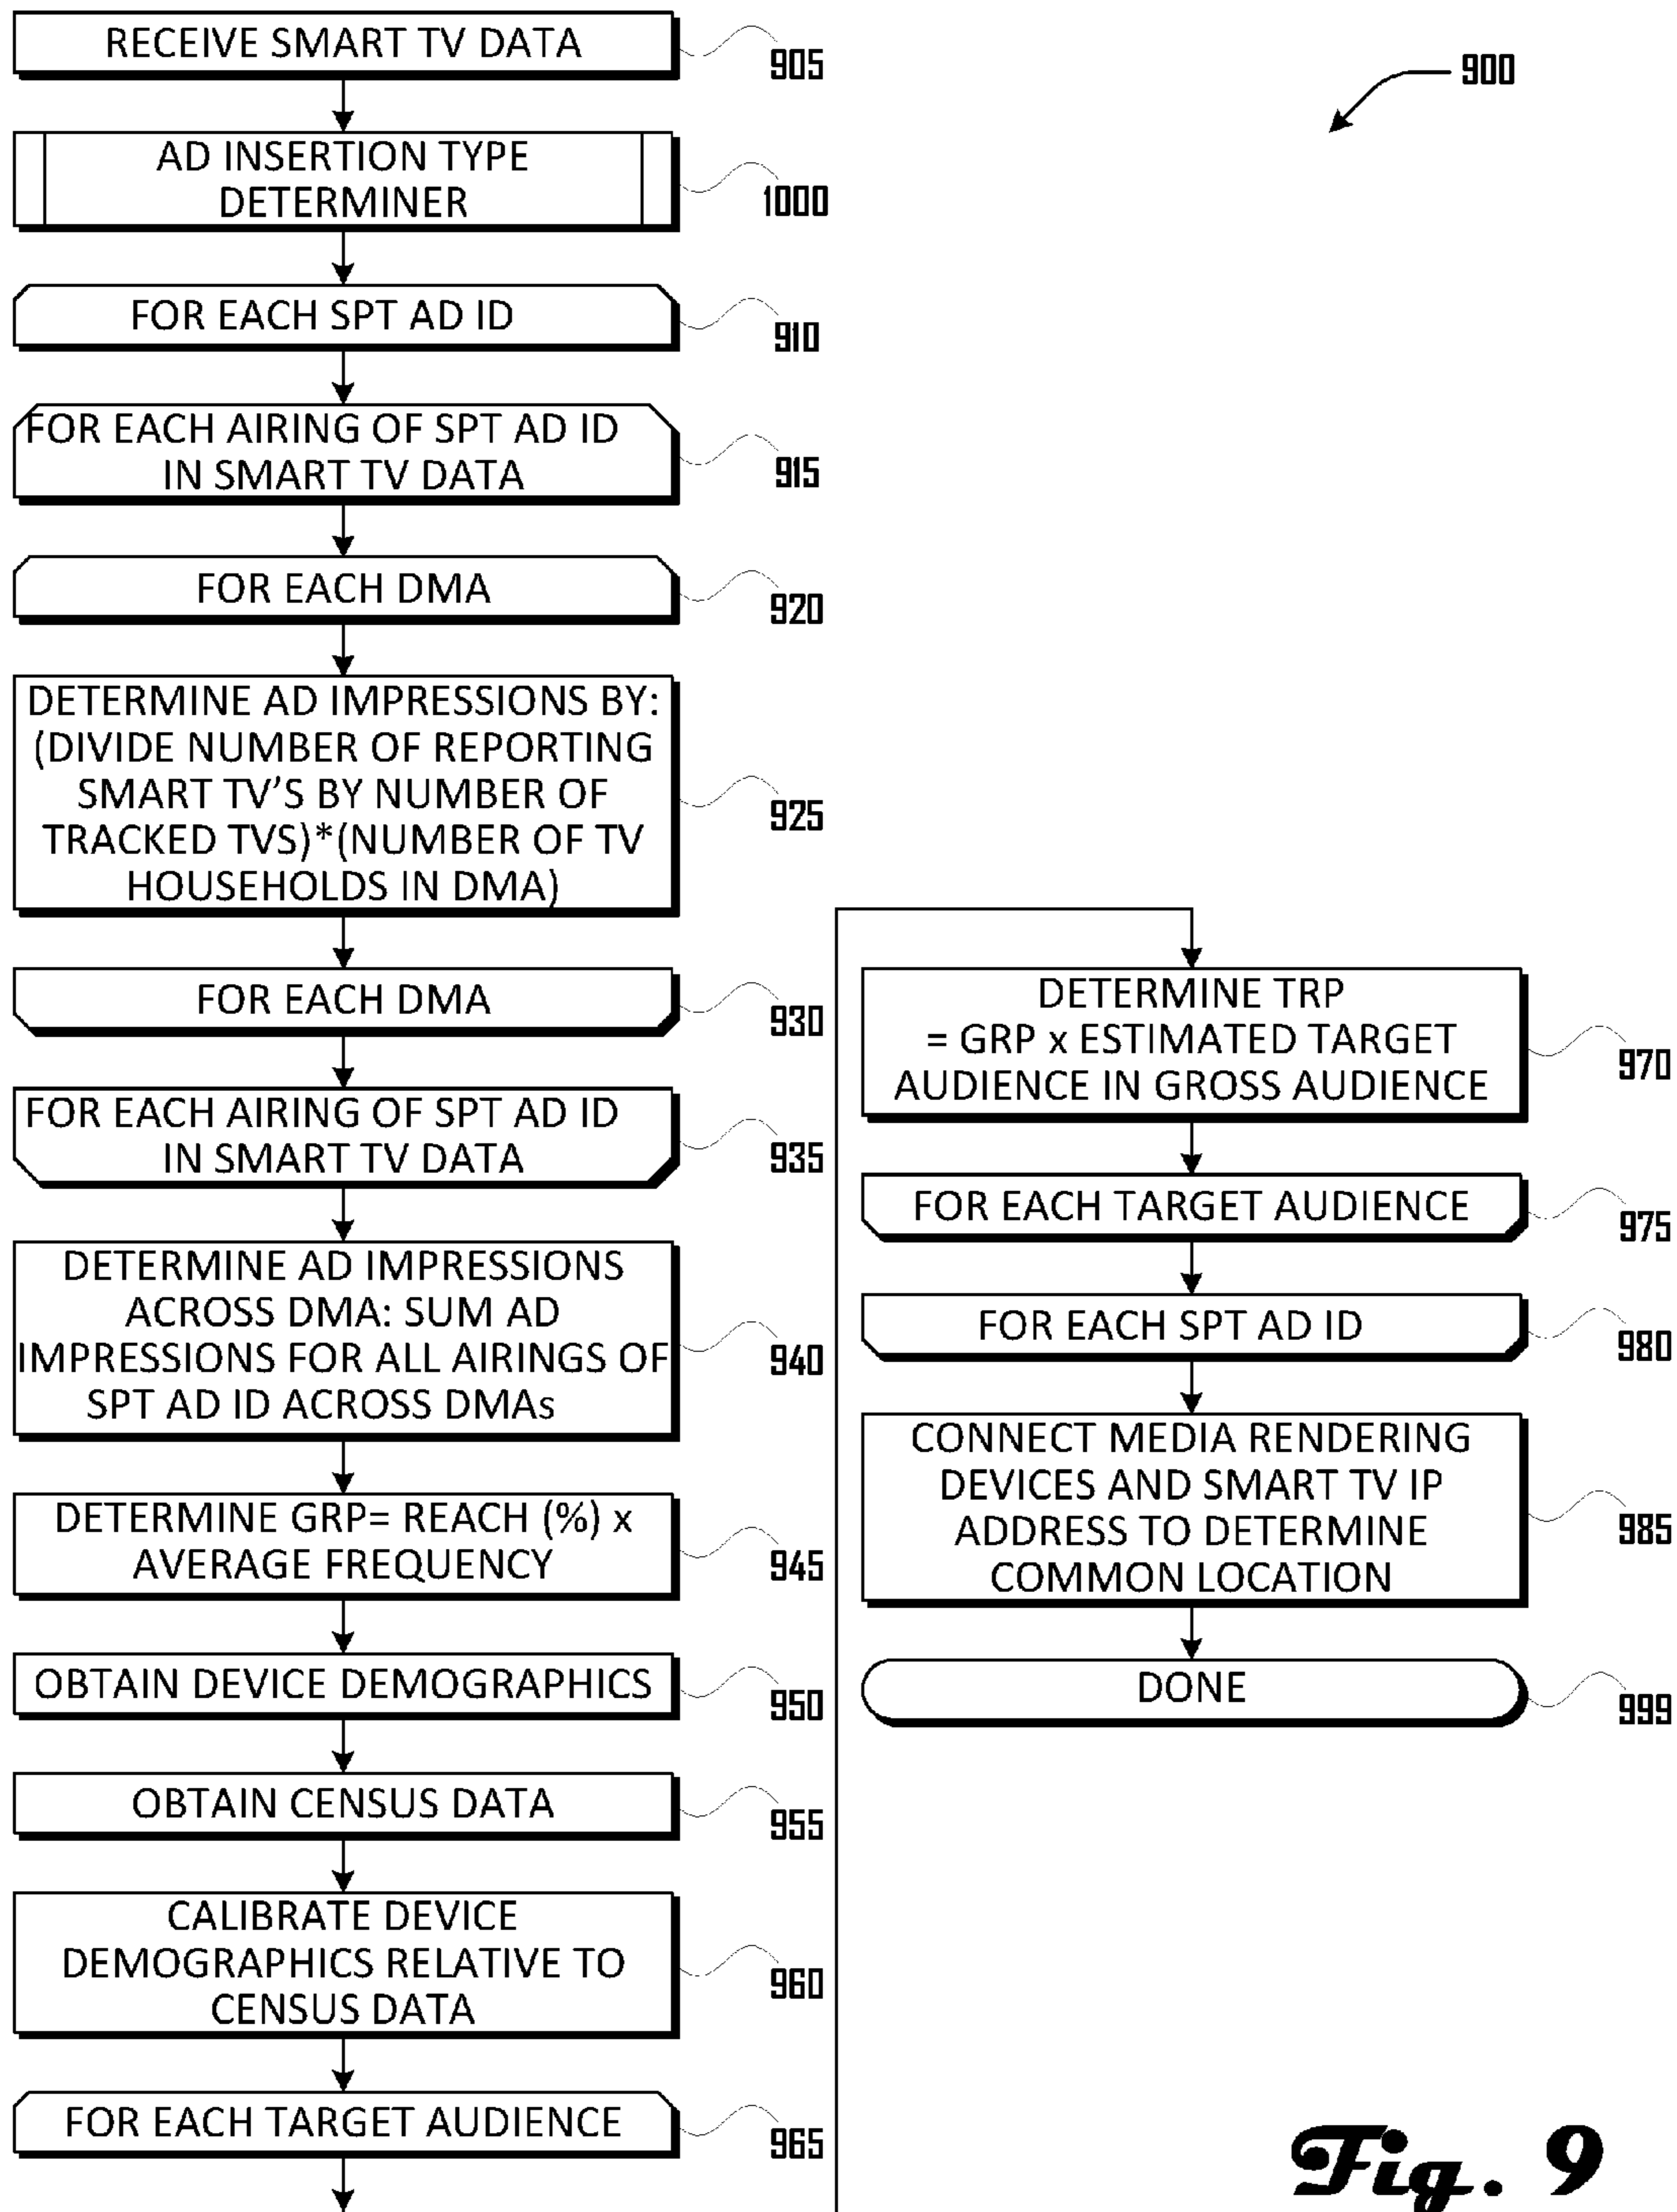 RECEIVE SMART TV DATA
905
900
AD INSERTION TYPE
DETERMINER
1000
FOR EACH SPT AD ID
910
FOR EACH AIRING OF SPT AD ID
IN SMART TV DATA
915
FOR EACH DMA
920
DETERMINE AD IMPRESSIONS BY:
(DIVIDE NUMBER OF REPORTING
SMART TV'S BY NUMBER OF
TRACKED TVS)*(NUMBER OF TV
HOUSEHOLDS IN DMA)
925
FOR EACH DMA
930
FOR EACH AIRING OF SPT AD ID
IN SMART TV DATA
935
DETERMINE AD IMPRESSIONS
ACROSS DMA: SUM AD
IMPRESSIONS FOR ALL AIRINGS OF
SPT AD ID ACROSS DMAs
940
DETERMINE GRP= REACH (%) x
AVERAGE FREQUENCY
945
OBTAIN DEVICE DEMOGRAPHICS
950
OBTAIN CENSUS DATA
955
CALIBRATE DEVICE
DEMOGRAPHICS RELATIVE TO
CENSUS DATA
960
FOR EACH TARGET AUDIENCE
965
DETERMINE TRP
= GRP x ESTIMATED TARGET
AUDIENCE IN GROSS AUDIENCE
970
FOR EACH TARGET AUDIENCE
975
FOR EACH SPT AD ID
980
CONNECT MEDIA RENDERING
DEVICES AND SMART TV IP
ADDRESS TO DETERMINE
COMMON LOCATION
985
DONE
999
Fig. 9